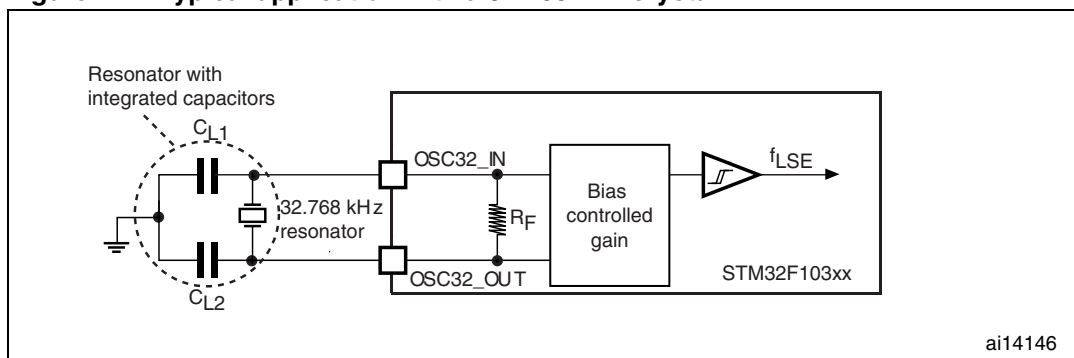 Resonator with
integrated capacitors
CL1
OSC32_IN
fLSE
32.768 kHz
resonator
RF
Bias
controlled
gain
OSC32_OUT
STM32F103xx
CL2
ai14146